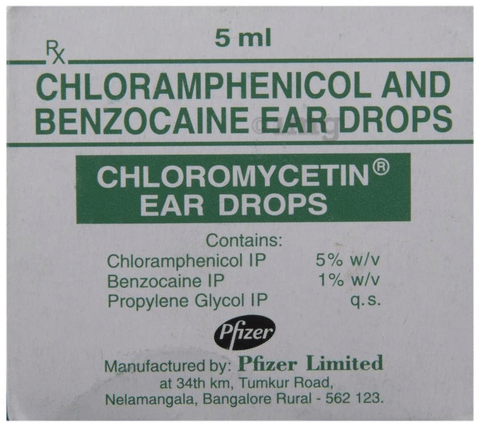 5 ml
Rx
CHLORAMPHENICOL AND
BENZOCAINE EAR DROPS
CHLOROMYCETIN®
EAR DROPS
Contains:
Chloramphenicol IP 5% w/v
Benzocaine IP 1% w/v
Propylene Glycol IP q.s.
Pfizer
Manufactured by: Pfizer Limited
at 34th km, Tumkur Road,
Nelamangala, Bangalore Rural - 562 123.